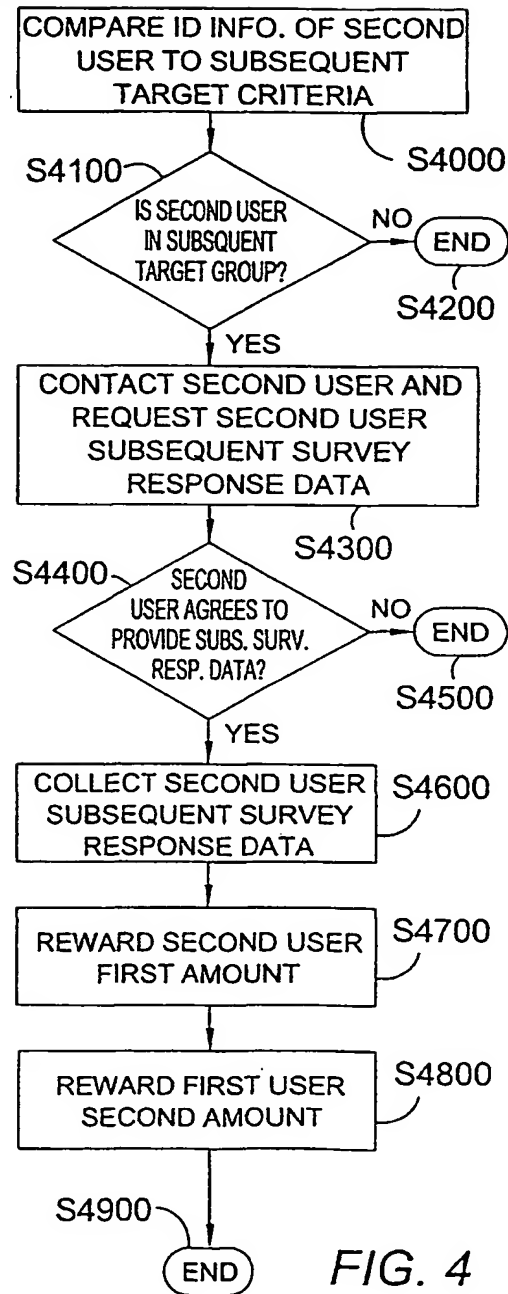 COMPARE ID INFO. OF SECOND
USER TO SUBSEQUENT
TARGET CRITERIA
S4000
S4100
IS SECOND USER
IN SUBSQUENT
TARGET GROUP?
NO
END
S4200
YES
CONTACT SECOND USER AND
REQUEST SECOND USER
SUBSEQUENT SURVEY
RESPONSE DATA
S4300
S4400
SECOND
USER AGREES TO
PROVIDE SUBS. SURV.
RESP. DATA?
NO
END
S4500
YES
COLLECT SECOND USER
SUBSEQUENT SURVEY
RESPONSE DATA
S4600
REWARD SECOND USER
FIRST AMOUNT
S4700
REWARD FIRST USER
SECOND AMOUNT
S4800
S4900
END
FIG. 4